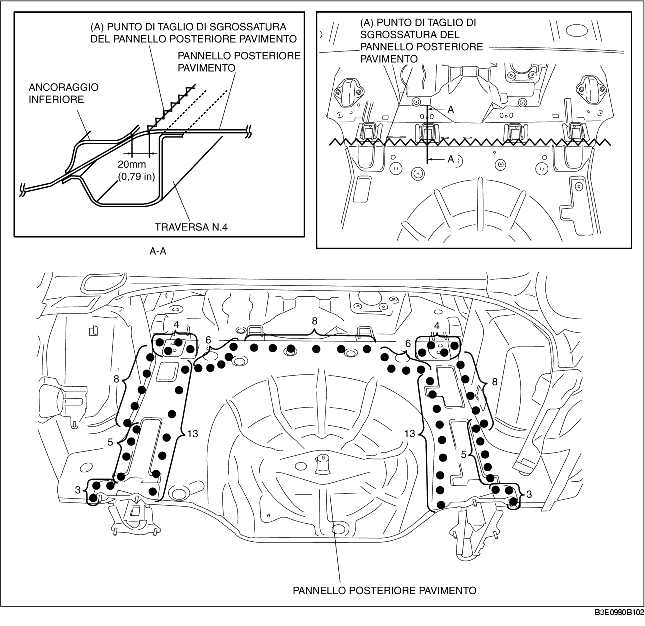 (A) PUNTO DI TAGLIO DI SGROSSATURA
DEL PANNELLO POSTERIORE PAVIMENTO
PANNELLO POSTERIORE
PAVIMENTO
ANCORAGGIO
INFERIORE
20mm
(0,79 in)
TRAVERSA N.4
A-A
(A) PUNTO DI TAGLIO DI
SGROSSATURA DEL
PANNELLO POSTERIORE
PAVIMENTO
A
A
8
4
4
6
6
8
8
13
13
5
5
3
3
PANNELLO POSTERIORE PAVIMENTO
B3E0980B102